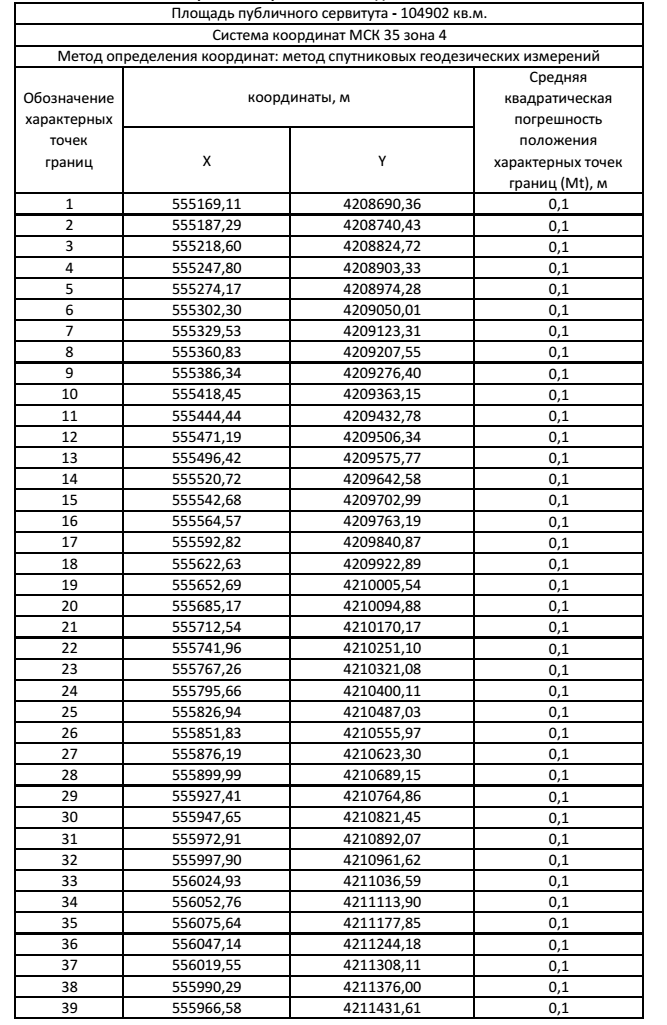 Площадь публичного сервитута - 104902 кв.м.
Система координат МСК 35 зона 4
Метод определения координат: метод спутниковых геодезических измерений
Обозначение характерных точек границ
координаты, м
Средняя квадратическая погрешность положения характерных точек границ (Mt), м
X Y
1 555169,11 4208690,36 0,1
2 555187,29 4208740,43 0,1
3 555218,60 4208824,72 0,1
4 555247,80 4208903,33 0,1
5 555274,17 4208974,28 0,1
6 555302,30 4209050,01 0,1
7 555329,53 4209123,31 0,1
8 555360,83 4209207,55 0,1
9 555386,34 4209276,40 0,1
10 555418,45 4209363,15 0,1
11 555444,44 4209432,78 0,1
12 555471,19 4209506,34 0,1
13 555496,42 4209575,77 0,1
14 555520,72 4209642,58 0,1
15 555542,68 4209702,99 0,1
16 555564,57 4209763,19 0,1
17 555592,82 4209840,87 0,1
18 555622,63 4209922,89 0,1
19 555652,69 4210005,54 0,1
20 555685,17 4210094,88 0,1
21 555712,54 4210170,17 0,1
22 555741,96 4210251,10 0,1
23 555767,26 4210321,08 0,1
24 555795,66 4210400,11 0,1
25 555826,94 4210487,03 0,1
26 555851,83 4210555,97 0,1
27 555876,19 4210623,30 0,1
28 555899,99 4210689,15 0,1
29 555927,41 4210764,86 0,1
30 555947,65 4210821,45 0,1
31 555972,91 4210892,07 0,1
32 555997,90 4210961,62 0,1
33 556024,93 4211036,59 0,1
34 556052,76 4211113,90 0,1
35 556075,64 4211177,85 0,1
36 556047,14 4211244,18 0,1
37 556019,55 4211308,11 0,1
38 555990,29 4211376,00 0,1
39 555966,58 4211431,61 0,1